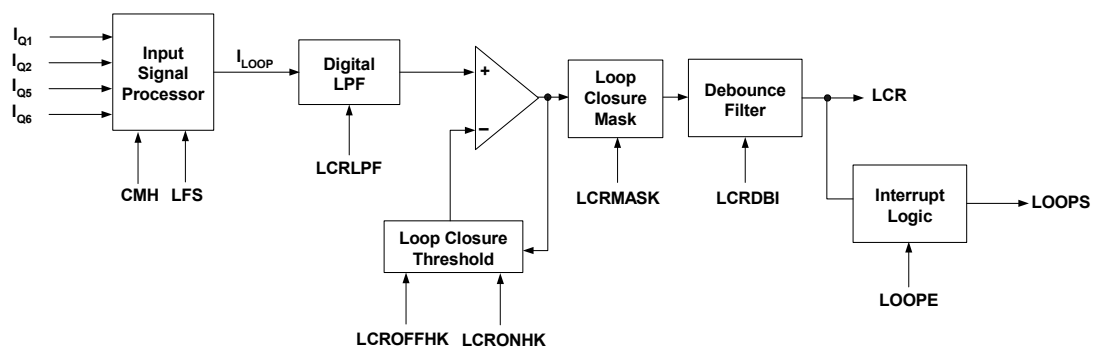 IQ1
IQ2
IQ5
IQ6
Input
Signal
Processor
CMH
LFS
ILOOP
Digital
LPF
LCRLPF
+
–
Loop Closure
Threshold
LCROFFHK
LCRONHK
Loop
Closure
Mask
LCRMASK
Debounce
Filter
LCRDBI
LCR
Interrupt
Logic
LOOPE
LOOPS